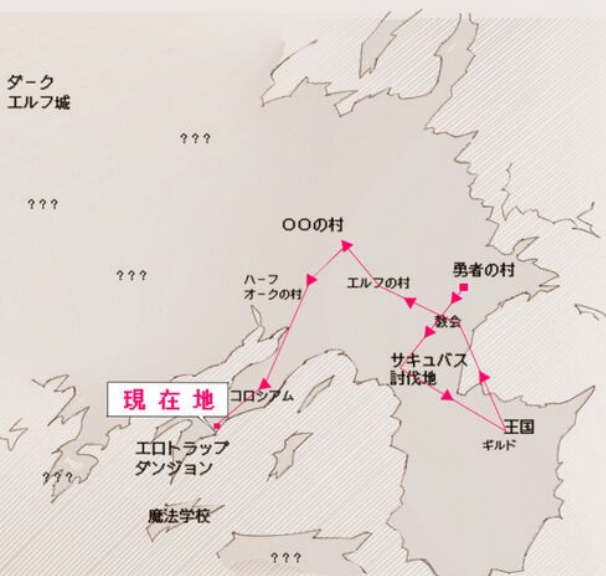 ダーク
エルフ城
???
???
〇〇の村
???
ハーフ
オークの村
エルフの村
勇者の村
教会
サキュバス
討伐地
現在地
コロシアム
王国
ギルド
エロトラップ
ダンジョン
???
魔法学校
???